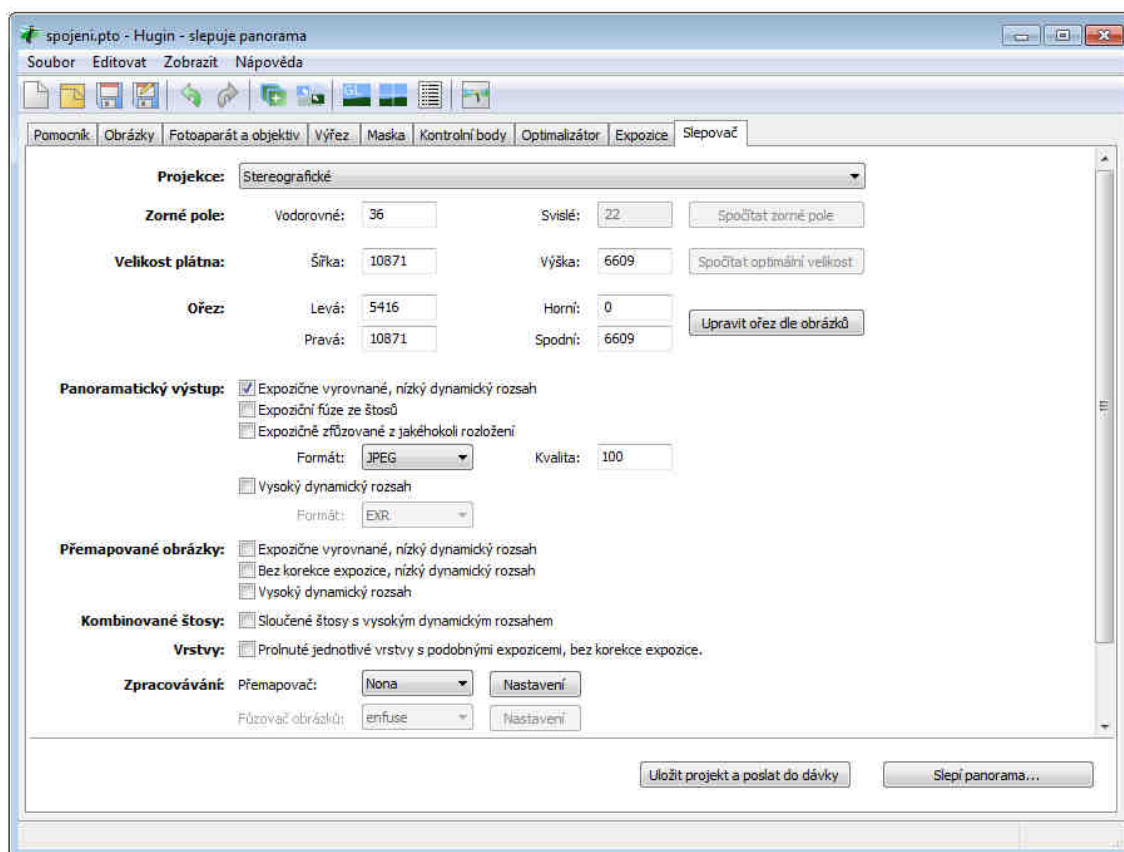 spojeni.pto - Hugin - slepuje panorama
Soubor Editovat Zobrazit Nápověda
GL
Pomocník Obrázky Fotoaparát a objektiv Výřez Maska Kontrolní body Optimalizátor Expozice Slepovač
Projekce: Stereografické
Zorné pole: Vodorovné: 36 Svislé: 22 Spočítat zorné pole
Velikost plátna: Šířka: 10871 Výška: 6609 Spočítat optimální velikost
Ořez: Levá: 5416 Horní: 0
Upravit ořez dle obrázků
Pravá: 10871 Spodní: 6609
Panoramatický výstup: Expozične vyrovnané, nízký dynamický rozsah
Expoziční fúze ze štosů
Expozičně zfůzované z jakéhokoli rozložení
Formát: JPEG Kvalita: 100
Vysoký dynamický rozsah
Formát: EXR
Přemapované obrázky: Expozične vyrovnané, nízký dynamický rozsah
Bez korekce expozice, nízký dynamický rozsah
Vysoký dynamický rozsah
Kombinované štosy: Sloučené štosy s vysokým dynamickým rozsahem
Vrstvy: Prolnuté jednotlivé vrstvy s podobnými expozicemi, bez korekce expozice.
Zpracovávání: Přemapovač: Nona Nastavení
Fúzovač obrázků: enfuse Nastavení
Uložit projekt a poslat do dávky Slepí panorama...